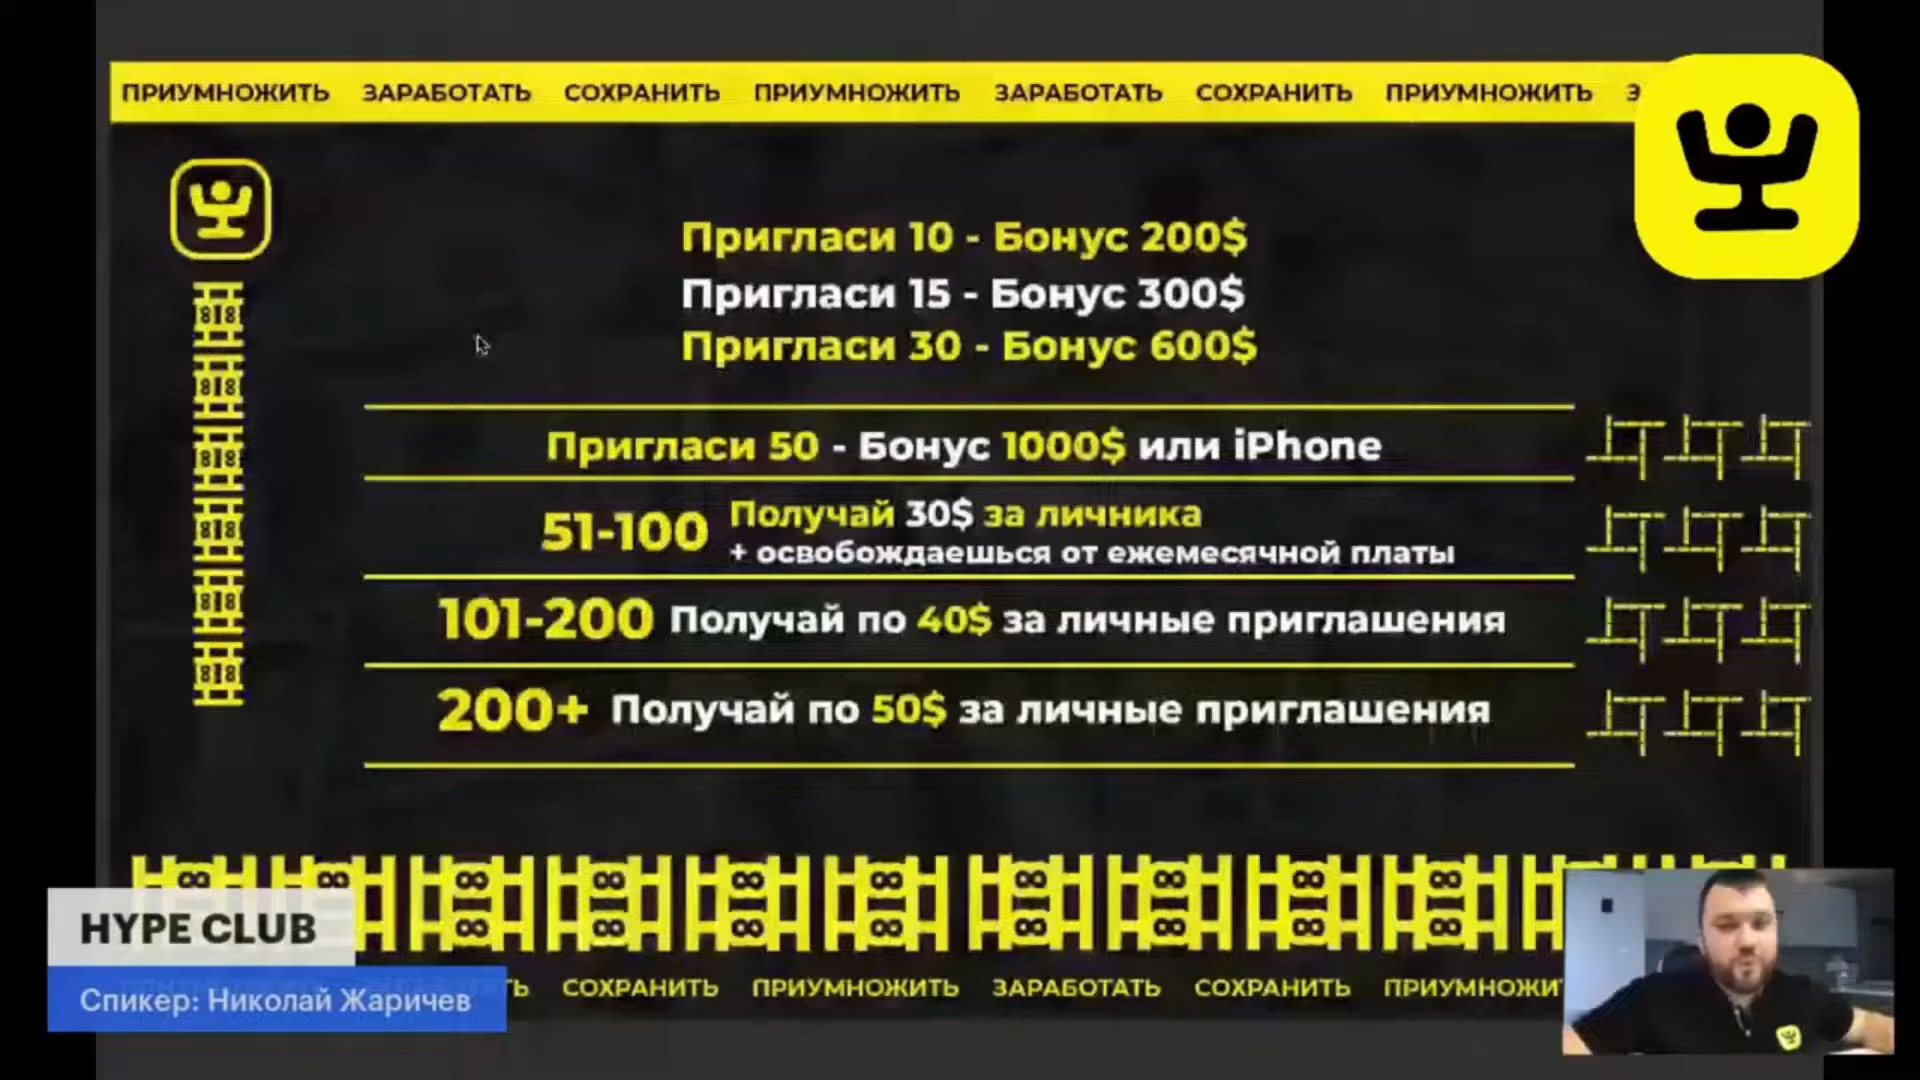 ПРИУМНОЖИТЬ ЗАРАБОТАТЬ СОХРАНИТЬ ПРИУМНОЖИТЬ ЗАРАБОТАТЬ СОХРАНИТЬ ПРИУМНОЖИТЬ З
Пригласи 10 - Бонус 200$
Пригласи 15 - Бонус 300$
Пригласи 30 - Бонус 600$
Пригласи 50 - Бонус 1000$ или iPhone
51-100 Получай 30$ за личника
+ освобождаешься от ежемесячной платы
101-200 Получай по 40$ за личные приглашения
200+ Получай по 50$ за личные приглашения
HYPE CLUB
Спикер: Николай Жаричев
ТЬ СОХРАНИТЬ ПРИУМНОЖИТЬ ЗАРАБОТАТЬ СОХРАНИТЬ ПРИУМНОЖИТ